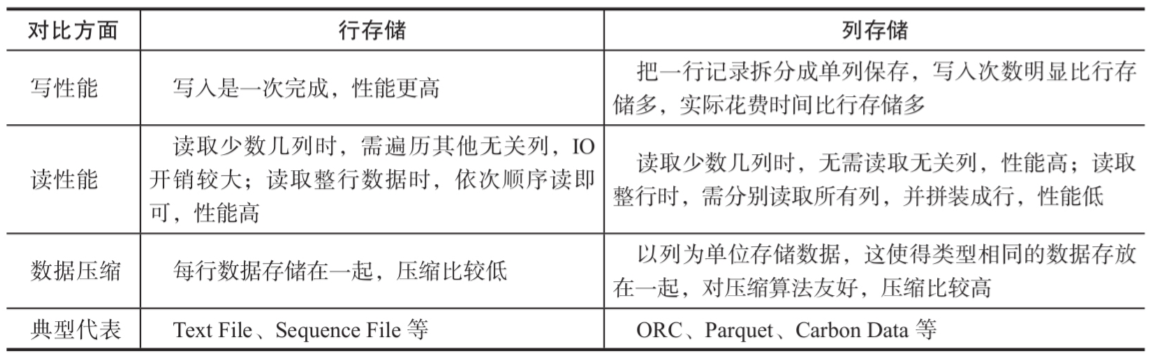 对比方面 行存储 列存储
写性能 写入是一次完成，性能更高 把一行记录拆分成单列保存，写入次数明显比行存
储多，实际花费时间比行存储多
读性能 读取少数几列时，需遍历其他无关列，IO
开销较大；读取整行数据时，依次顺序读即
可，性能高
读取少数几列时，无需读取无关列，性能高；读取
整行时，需分别读取所有列，并拼装成行，性能低
数据压缩 每行数据存储在一起，压缩比较低 以列为单位存储数据，这使得类型相同的数据存放
在一起，对压缩算法友好，压缩比较高
典型代表 Text File、Sequence File 等 ORC、Parquet、Carbon Data 等